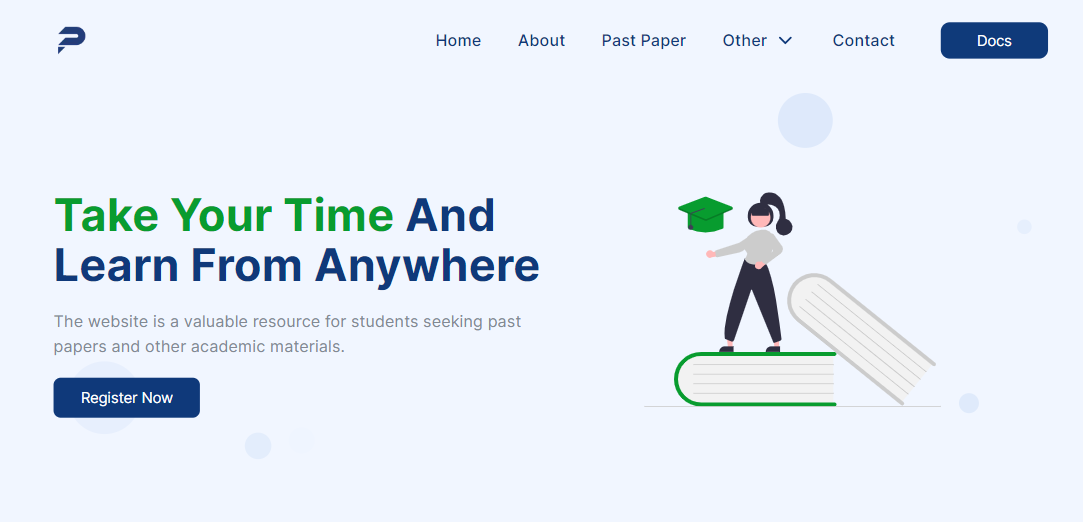 Home About Past Paper Other Contact Docs
Take Your Time And
Learn From Anywhere
The website is a valuable resource for students seeking past
papers and other academic materials.
Register Now